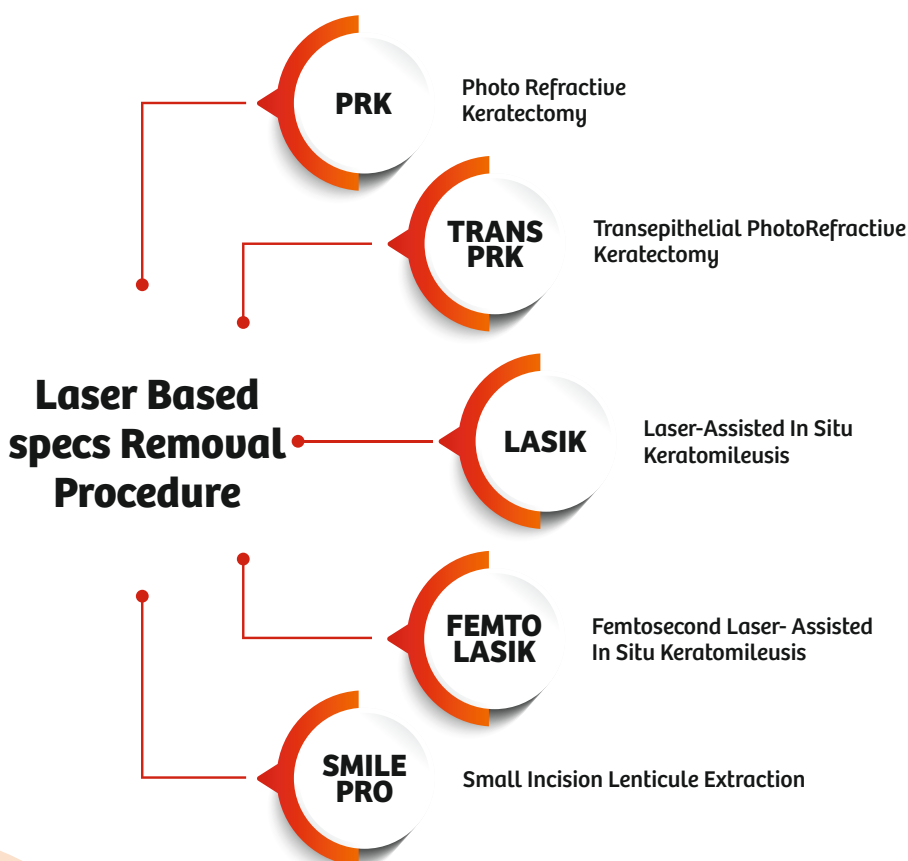 PRK
Photo Refractive
Keratectomy
TRANS
PRK
Transepithelial PhotoRefractive
Keratectomy
Laser Based
specs Removal
Procedure
LASIK
Laser-Assisted In Situ
Keratomileusis
FEMTO
LASIK
Femtosecond Laser- Assisted
In Situ Keratomileusis
SMILE
PRO
Small Incision Lenticule Extraction